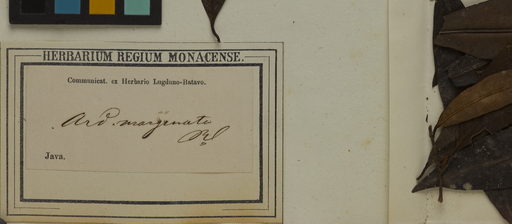 HERBARIUM REGIUM MONACENSE.
Communicat. ex Herbario Lugduno-Batavo.
Ard. marginata
Bl
Java.